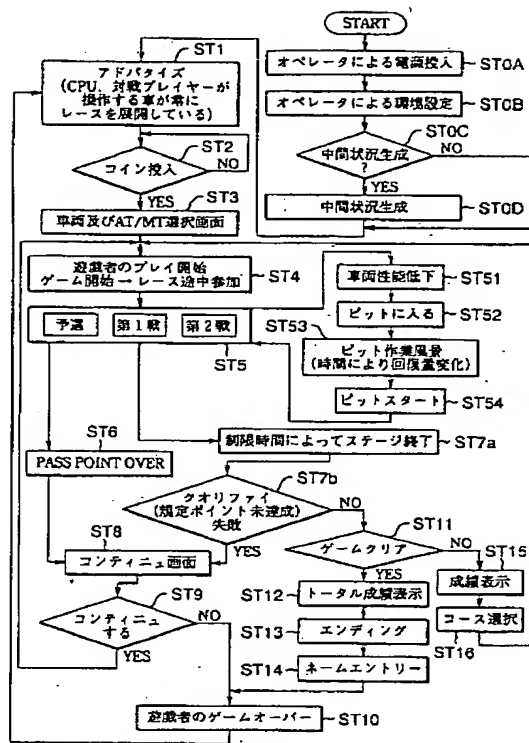 START
オペレータによる電源投入
ST0A
オペレータによる環境設定
ST0B
中間状況生成
?
ST0C
NO
YES
中間状況生成
ST0D
ST1
アドバタイズ
(CPU、対戦プレイヤーが
操作する車が常に
レースを展開している)
ST2
コイン投入
NO
YES
ST3
車両及びAT/MT選択画面
遊戯者のプレイ開始
ゲーム開始→レース途中参加
ST4
予選
第1戦
第2戦
ST5
車両性能低下
ST51
ピットに入る
ST52
ST53
ピット作業風景
(時間により回復量変化)
ピットスタート
ST54
ST6
PASS POINT OVER
制限時間によってステージ終了
ST7a
ST7b
クオリファイ
(規定ポイント未達成)
失敗
NO
YES
ST8
コンティニュ画面
ST9
コンティニュ
する
NO
YES
ST11
ゲームクリア
NO
YES
ST12
トータル成績表示
ST13
エンディング
ST14
ネームエントリー
ST15
成績表示
コース選択
ST16
遊戯者のゲームオーバー
ST10